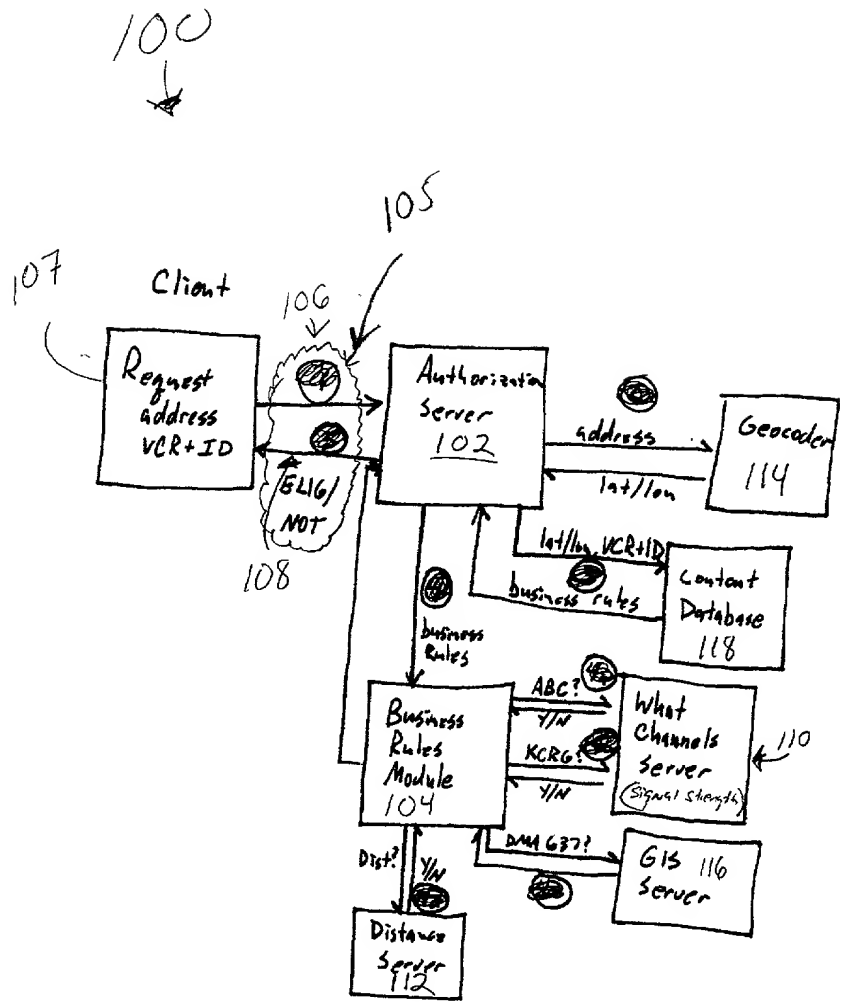 100
105
107
Client
106
Request
address
VCR+ID
Authorization
Server
102
address
lat/lon
Geocoder
114
ELIG/
NOT
108
lat/lon, VCR+ID
business rules
Content
Database
118
business
Rules
Business
Rules
Module
104
ABC?
Y/N
KCRG?
Y/N
What
Channels
Server
(Signal Strength)
110
DMA 637?
GIS 116
Server
Dist?
Y/N
Distance
Server
112